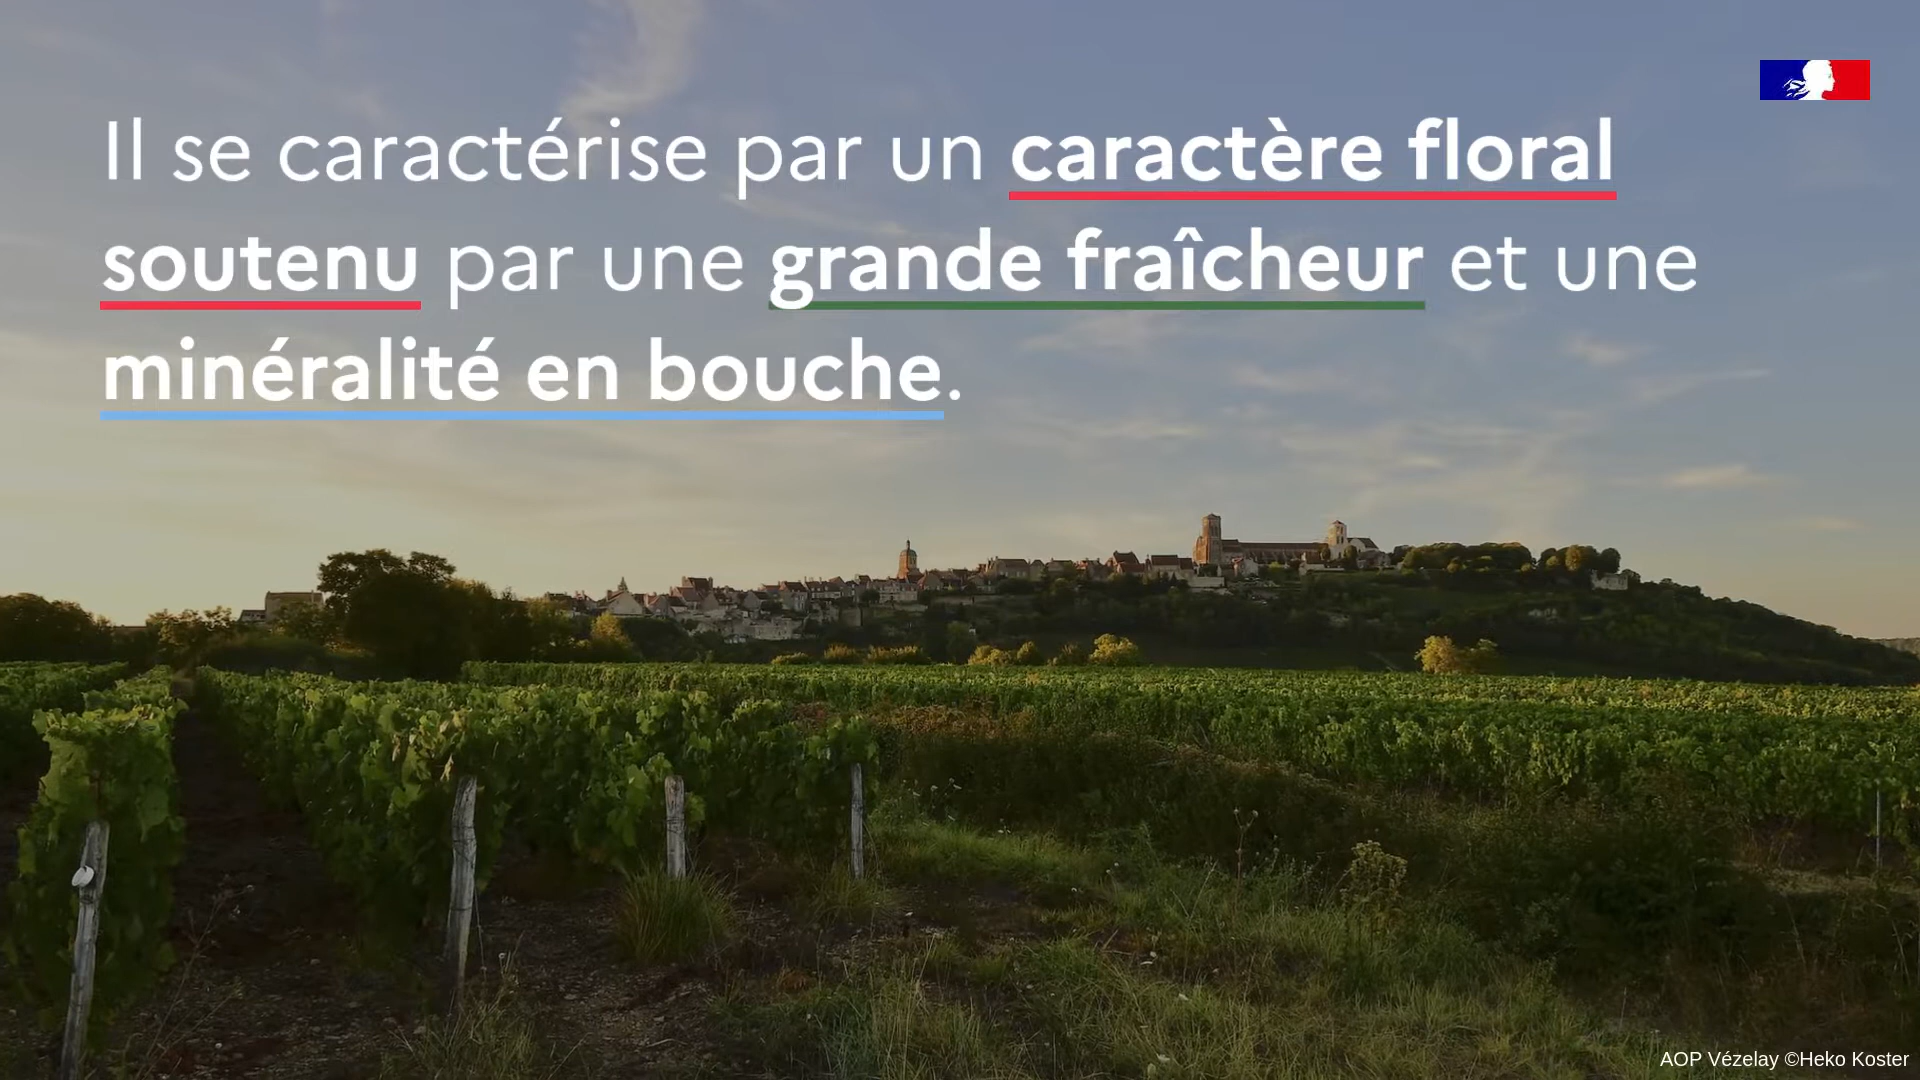 Il se caractérise par un caractère floral
soutenu par une grande fraîcheur et une
minéralité en bouche.
AOP Vézelay ©Heko Koster